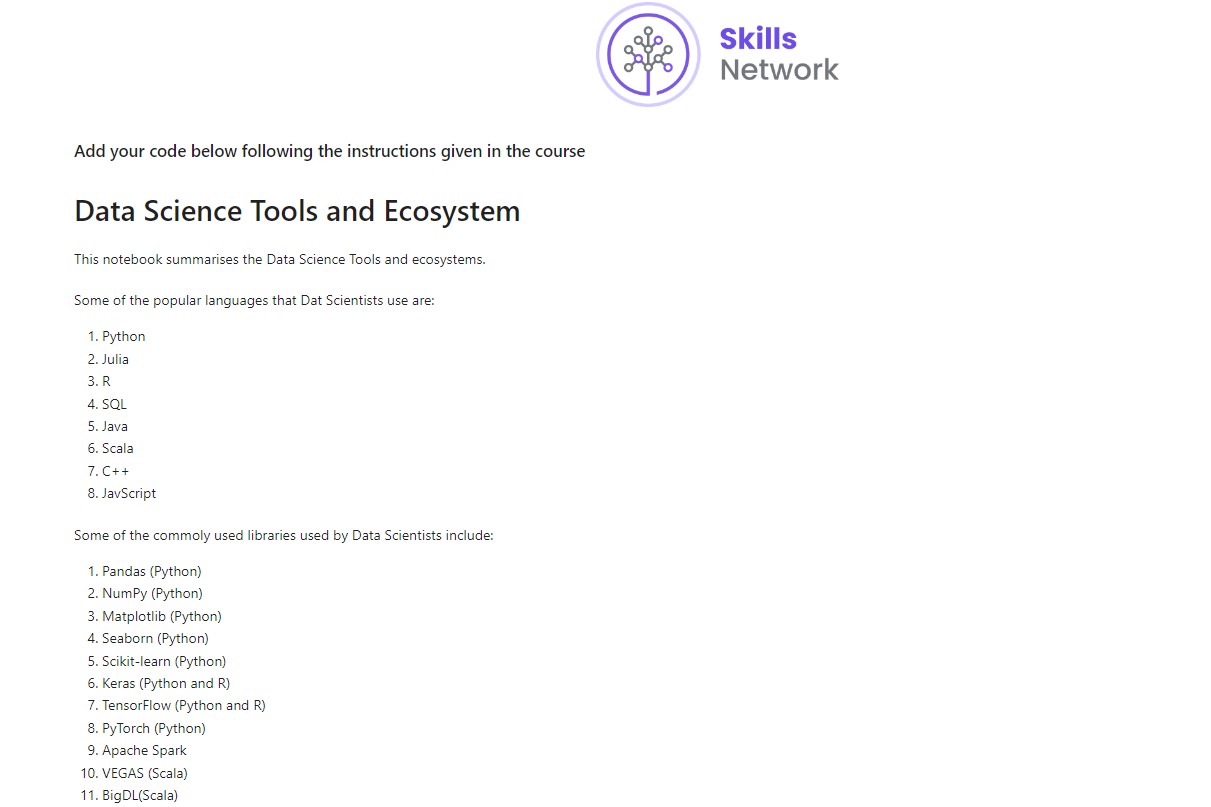 Skills
Network
Add your code below following the instructions given in the course
Data Science Tools and Ecosystem
This notebook summarises the Data Science Tools and ecosystems.
Some of the popular languages that Dat Scientists use are:
1. Python
2. Julia
3. R
4. SQL
5. Java
6. Scala
7. C++
8. JavScript
Some of the commoly used libraries used by Data Scientists include:
1. Pandas (Python)
2. NumPy (Python)
3. Matplotlib (Python)
4. Seaborn (Python)
5. Scikit-learn (Python)
6. Keras (Python and R)
7. TensorFlow (Python and R)
8. PyTorch (Python)
9. Apache Spark
10. VEGAS (Scala)
11. BigDL(Scala)